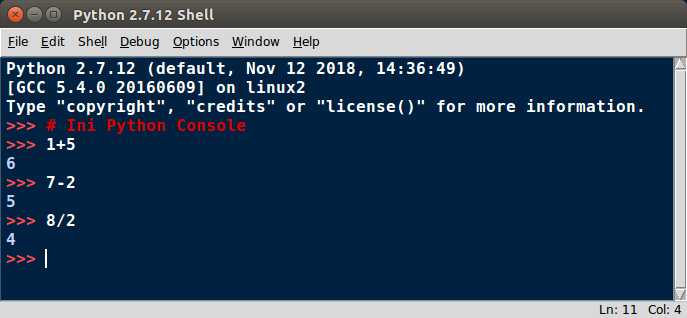 Python 2.7.12 Shell
File Edit Shell Debug Options Window Help
Python 2.7.12 (default, Nov 12 2018, 14:36:49)
[GCC 5.4.0 20160609] on linux2
Type "copyright", "credits" or "license()" for more information.
>>> # Ini Python Console
>>> 1+5
6
>>> 7-2
5
>>> 8/2
4
>>>
Ln: 11 Col: 4